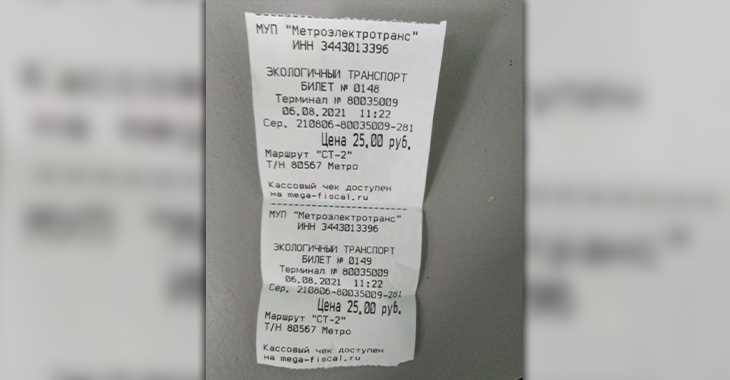 МУП "Метроэлектротранс"
ИНН 3443013396
ЭКОЛОГИЧНЫЙ ТРАНСПОРТ
БИЛЕТ № 0148
Терминал № 80035009
06.08.2021 11:22
Сер. 210806-80035009-281
Цена 25.00 руб.
Маршрут "СТ-2"
Т/Н 80567 Метро
Кассовый чек доступен
на mega-fiscal.ru
МУП "Метроэлектротранс"
ИНН 3443013396
ЭКОЛОГИЧНЫЙ ТРАНСПОРТ
БИЛЕТ № 0149
Терминал № 80035009
06.08.2021 11:22
Сер. 210806-80035009-281
Цена 25.00 руб.
Маршрут "СТ-2"
Т/Н 80567 Метро
Кассовый чек доступен
на mega-fiscal.ru